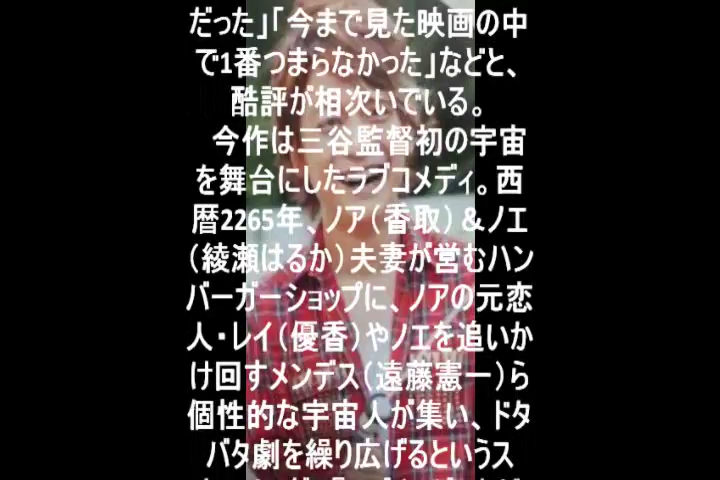 だった」「今まで見た映画の中
で1番つまらなかった」などと、
酷評が相次いでいる。
今作は三谷監督初の宇宙
を舞台にしたラブコメディ。西
暦2265年、ノア（香取）＆ノエ
（綾瀬はるか）夫妻が営むハン
バーガーショップに、ノアの元恋
人・レイ（優香）やノエを追いか
け回すメンデス（遠藤憲一）ら
個性的な宇宙人が集い、ドタ
バタ劇を繰り広げるというス